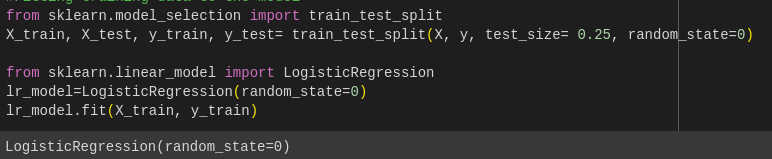 from sklearn.model_selection import train_test_split
X_train, X_test, y_train, y_test= train_test_split(X, y, test_size= 0.25, random_state=0)
from sklearn.linear_model import LogisticRegression
lr_model=LogisticRegression(random_state=0)
lr_model.fit(X_train, y_train)
LogisticRegression(random_state=0)